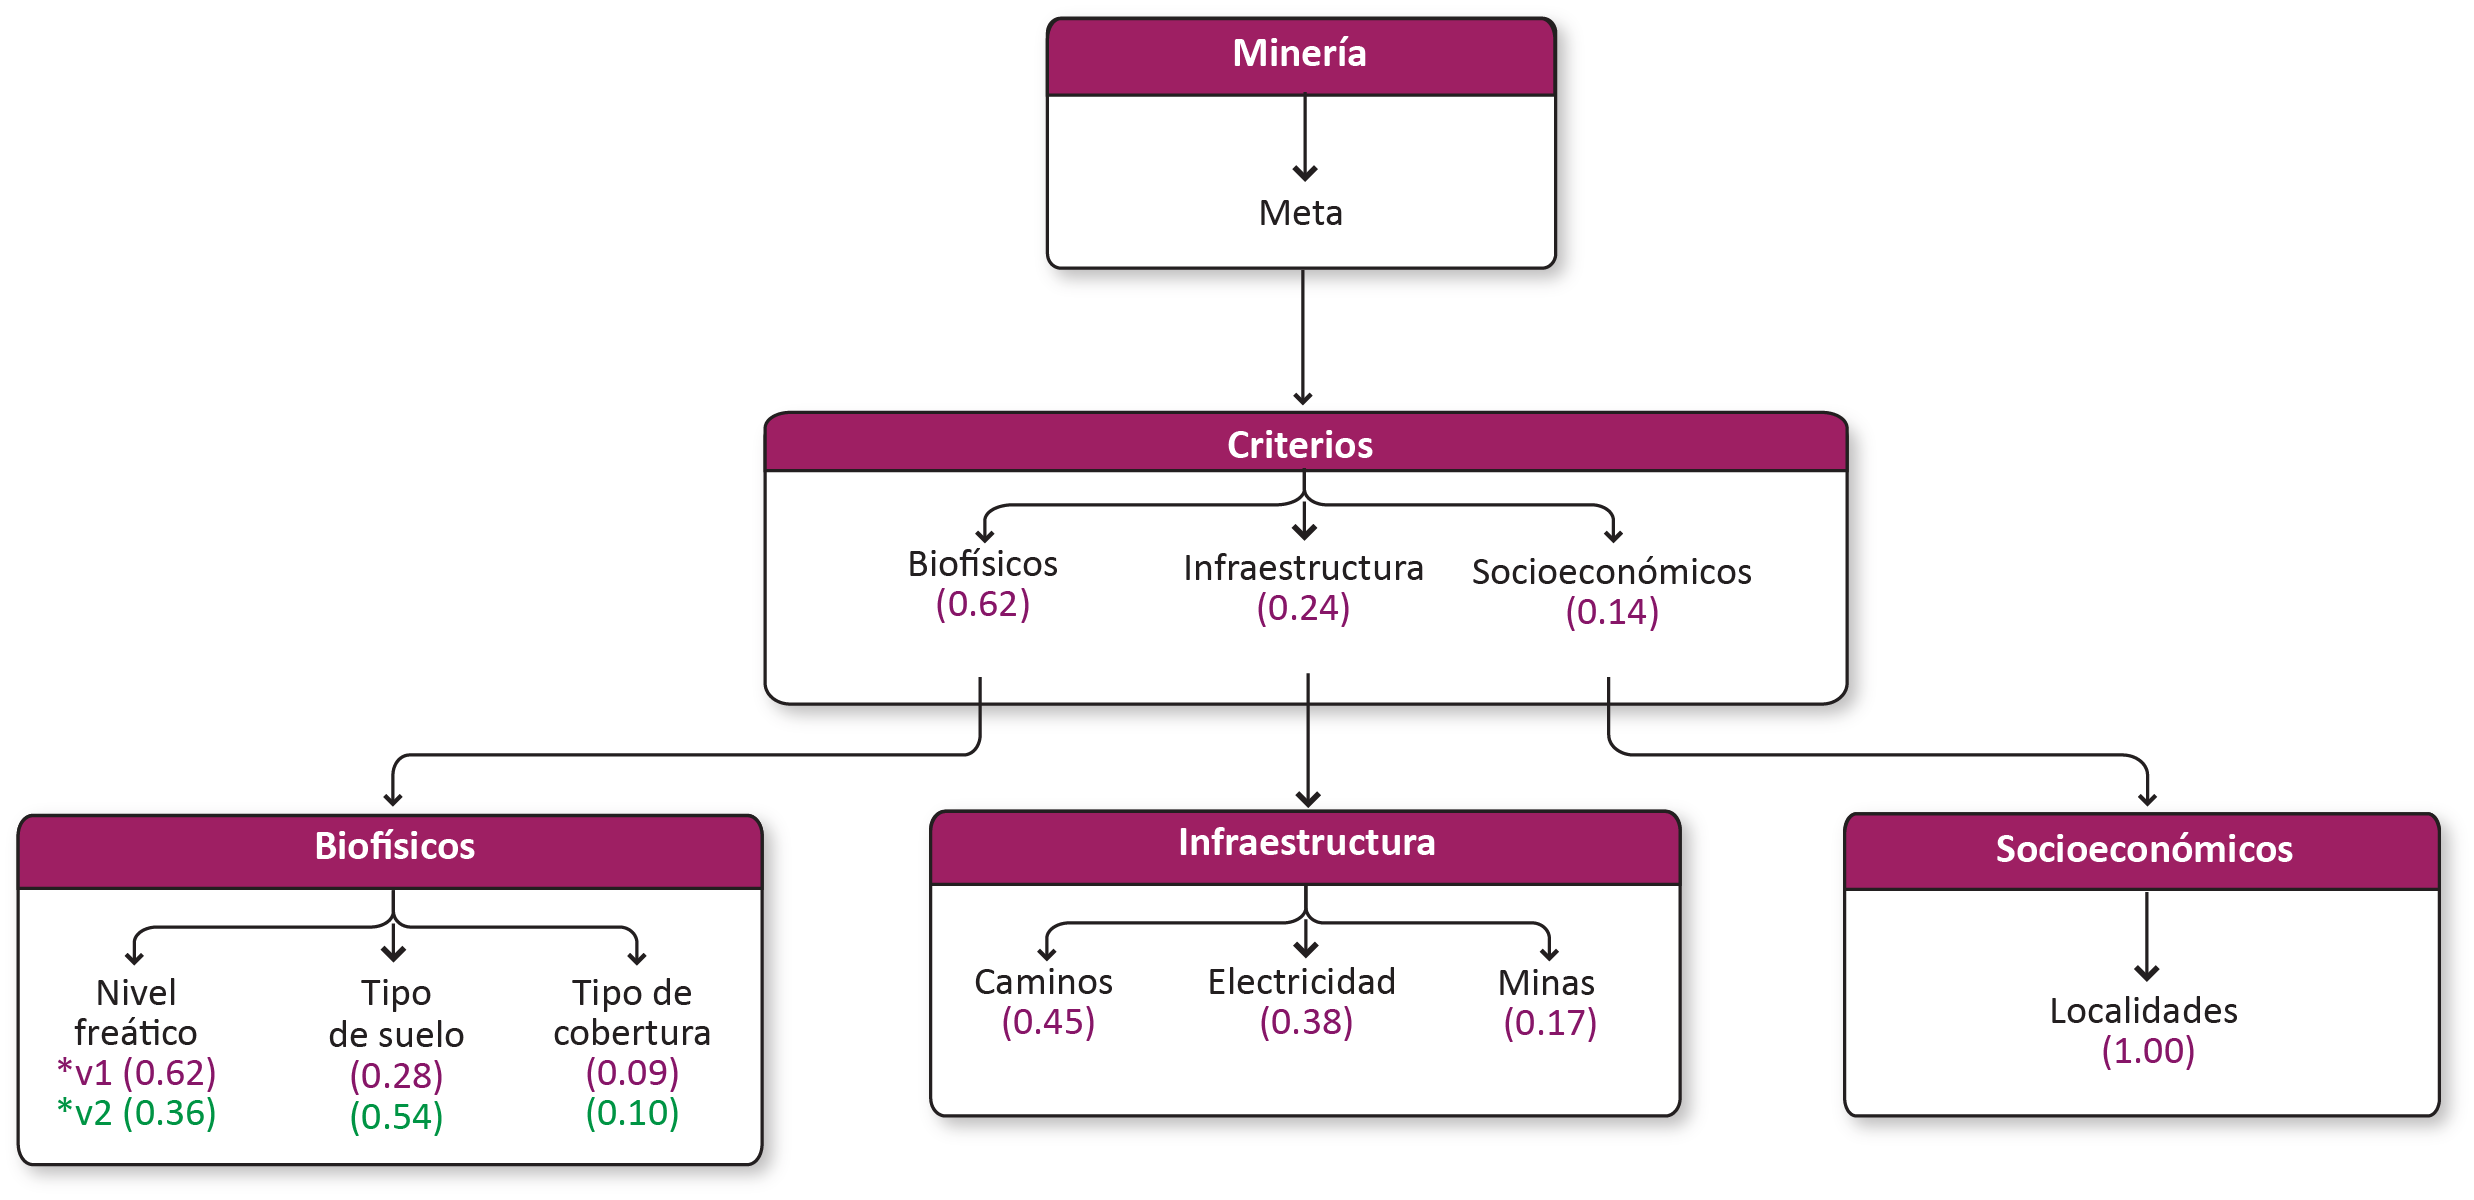 Minería
Meta
Criterios
Biofísicos
(0.62)
Infraestructura
(0.24)
Socioeconómicos
(0.14)
Biofísicos
Nivel
freático
*v1 (0.62)
*v2 (0.36)
Tipo
de suelo
(0.28)
(0.54)
Tipo de
cobertura
(0.09)
(0.10)
Infraestructura
Caminos
(0.45)
Electricidad
(0.38)
Minas
(0.17)
Socioeconómicos
Localidades
(1.00)